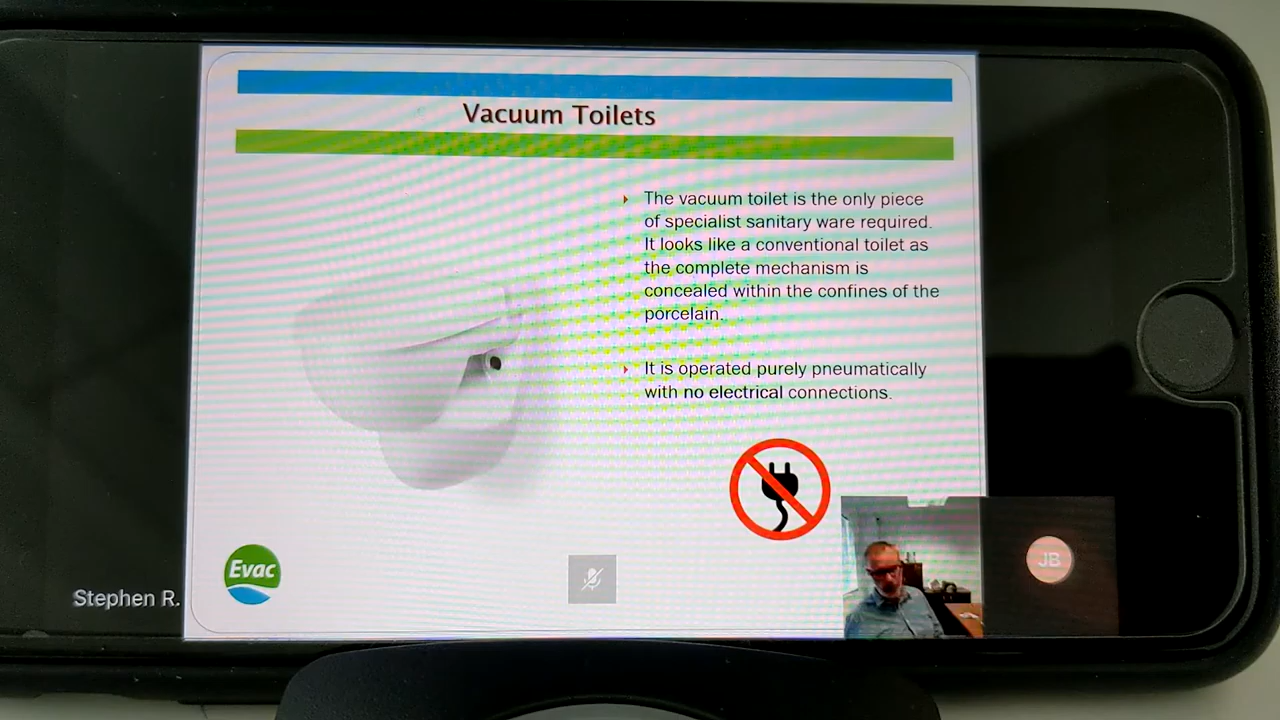 Vacuum Toilets
The vacuum toilet is the only piece
of specialist sanitary ware required.
It looks like a conventional toilet as
the complete mechanism is
concealed within the confines of the
porcelain.
It is operated purely pneumatically
with no electrical connections.
Evac
Stephen R.
JB